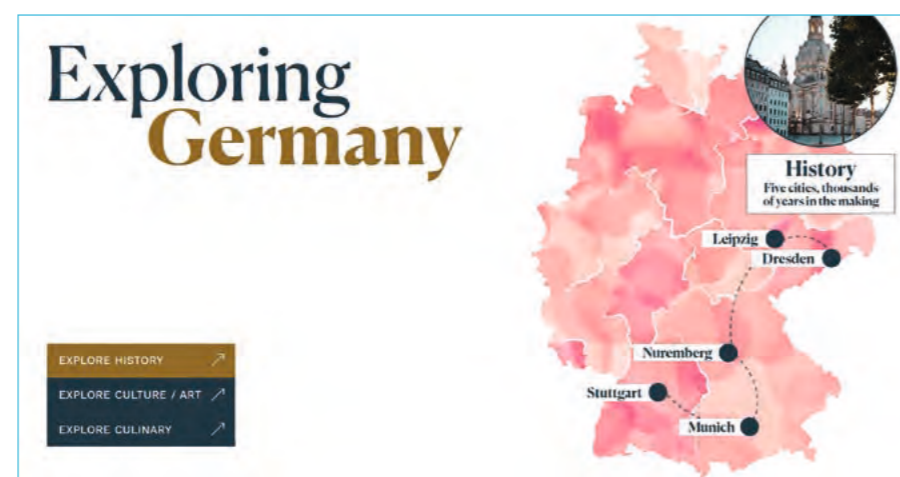 Exploring
Germany
History
Five cities, thousands
of years in the making
Leipzig
Dresden
Nuremberg
Stuttgart
Munich
EXPLORE HISTORY
EXPLORE CULTURE / ART
EXPLORE CULINARY